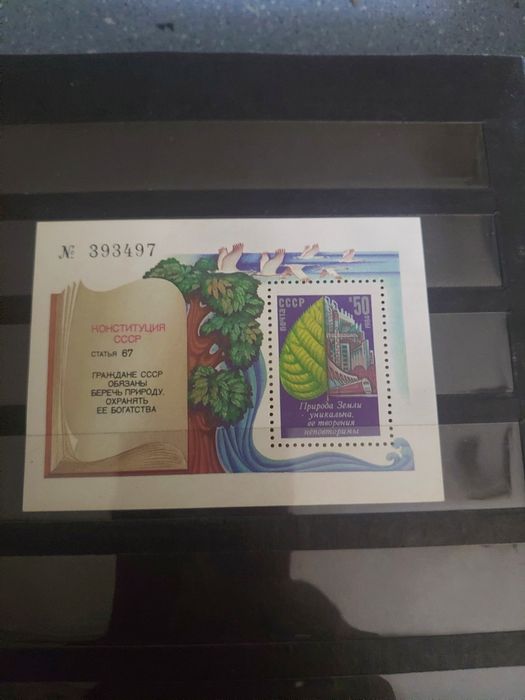 № 393497
КОНСТИТУЦИЯ
СССР
СТАТЬЯ 67
ГРАЖДАНЕ СССР
ОБЯЗАНЫ
БЕРЕЧЬ ПРИРОДУ,
ОХРАНЯТЬ
ЕЕ БОГАТСТВА
ПОЧТА СССР
50
1984
Природа Земли
уникальна,
ее творения
неповторимы